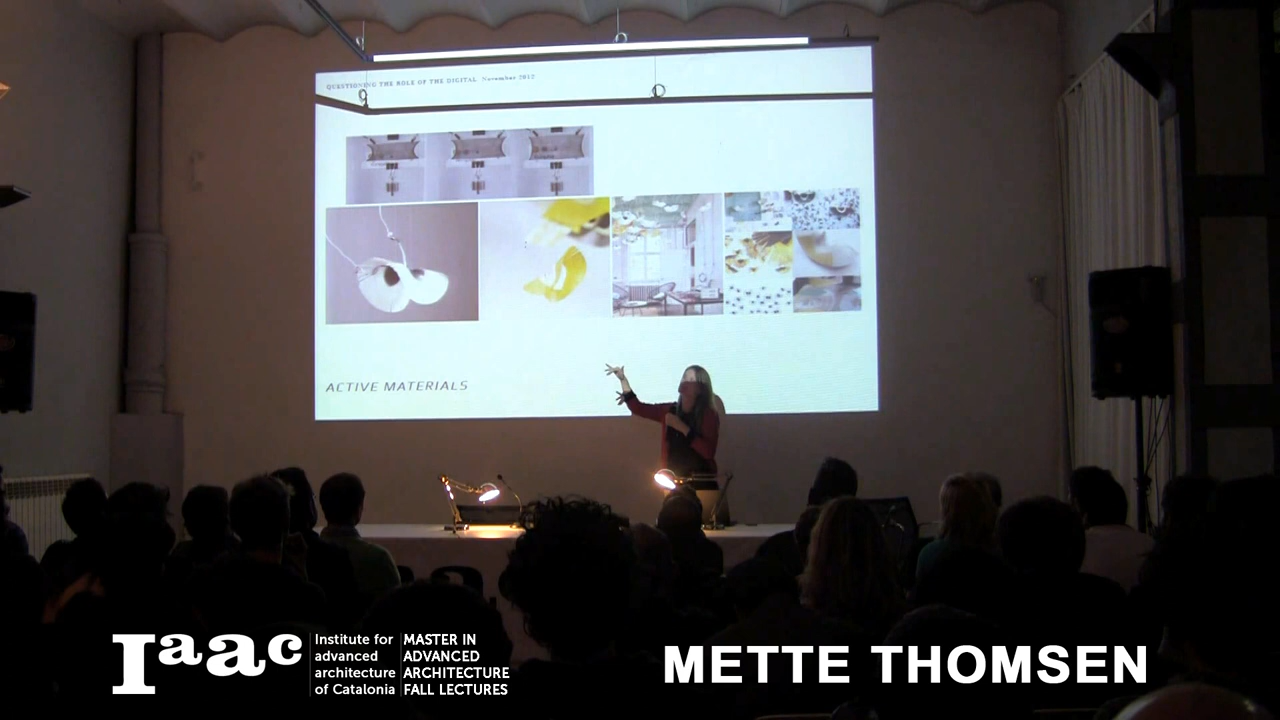 QUESTIONING THE ROLE OF THE DIGITAL November 2012
ACTIVE MATERIALS
Iaac
Institute for
advanced
architecture
of Catalonia
MASTER IN
ADVANCED
ARCHITECTURE
FALL LECTURES
METTE THOMSEN